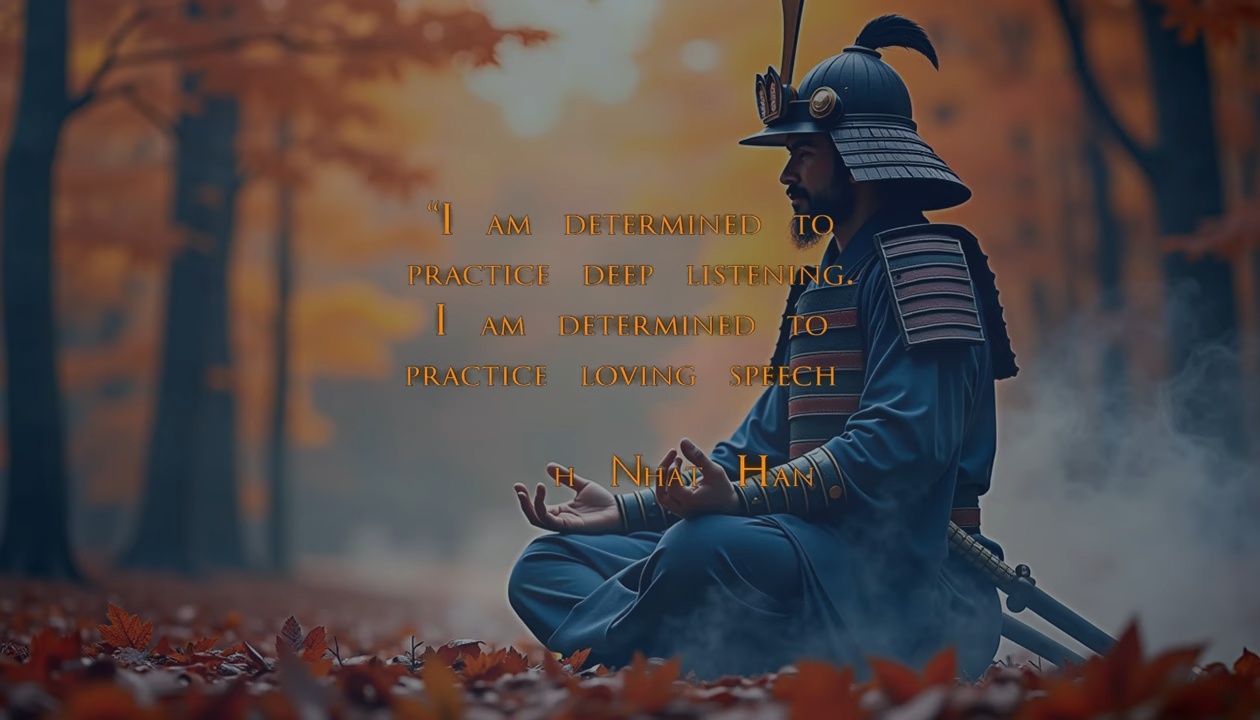 “I am determined to
practice deep listening.
I am determined to
practice loving speech
h Nhat Han